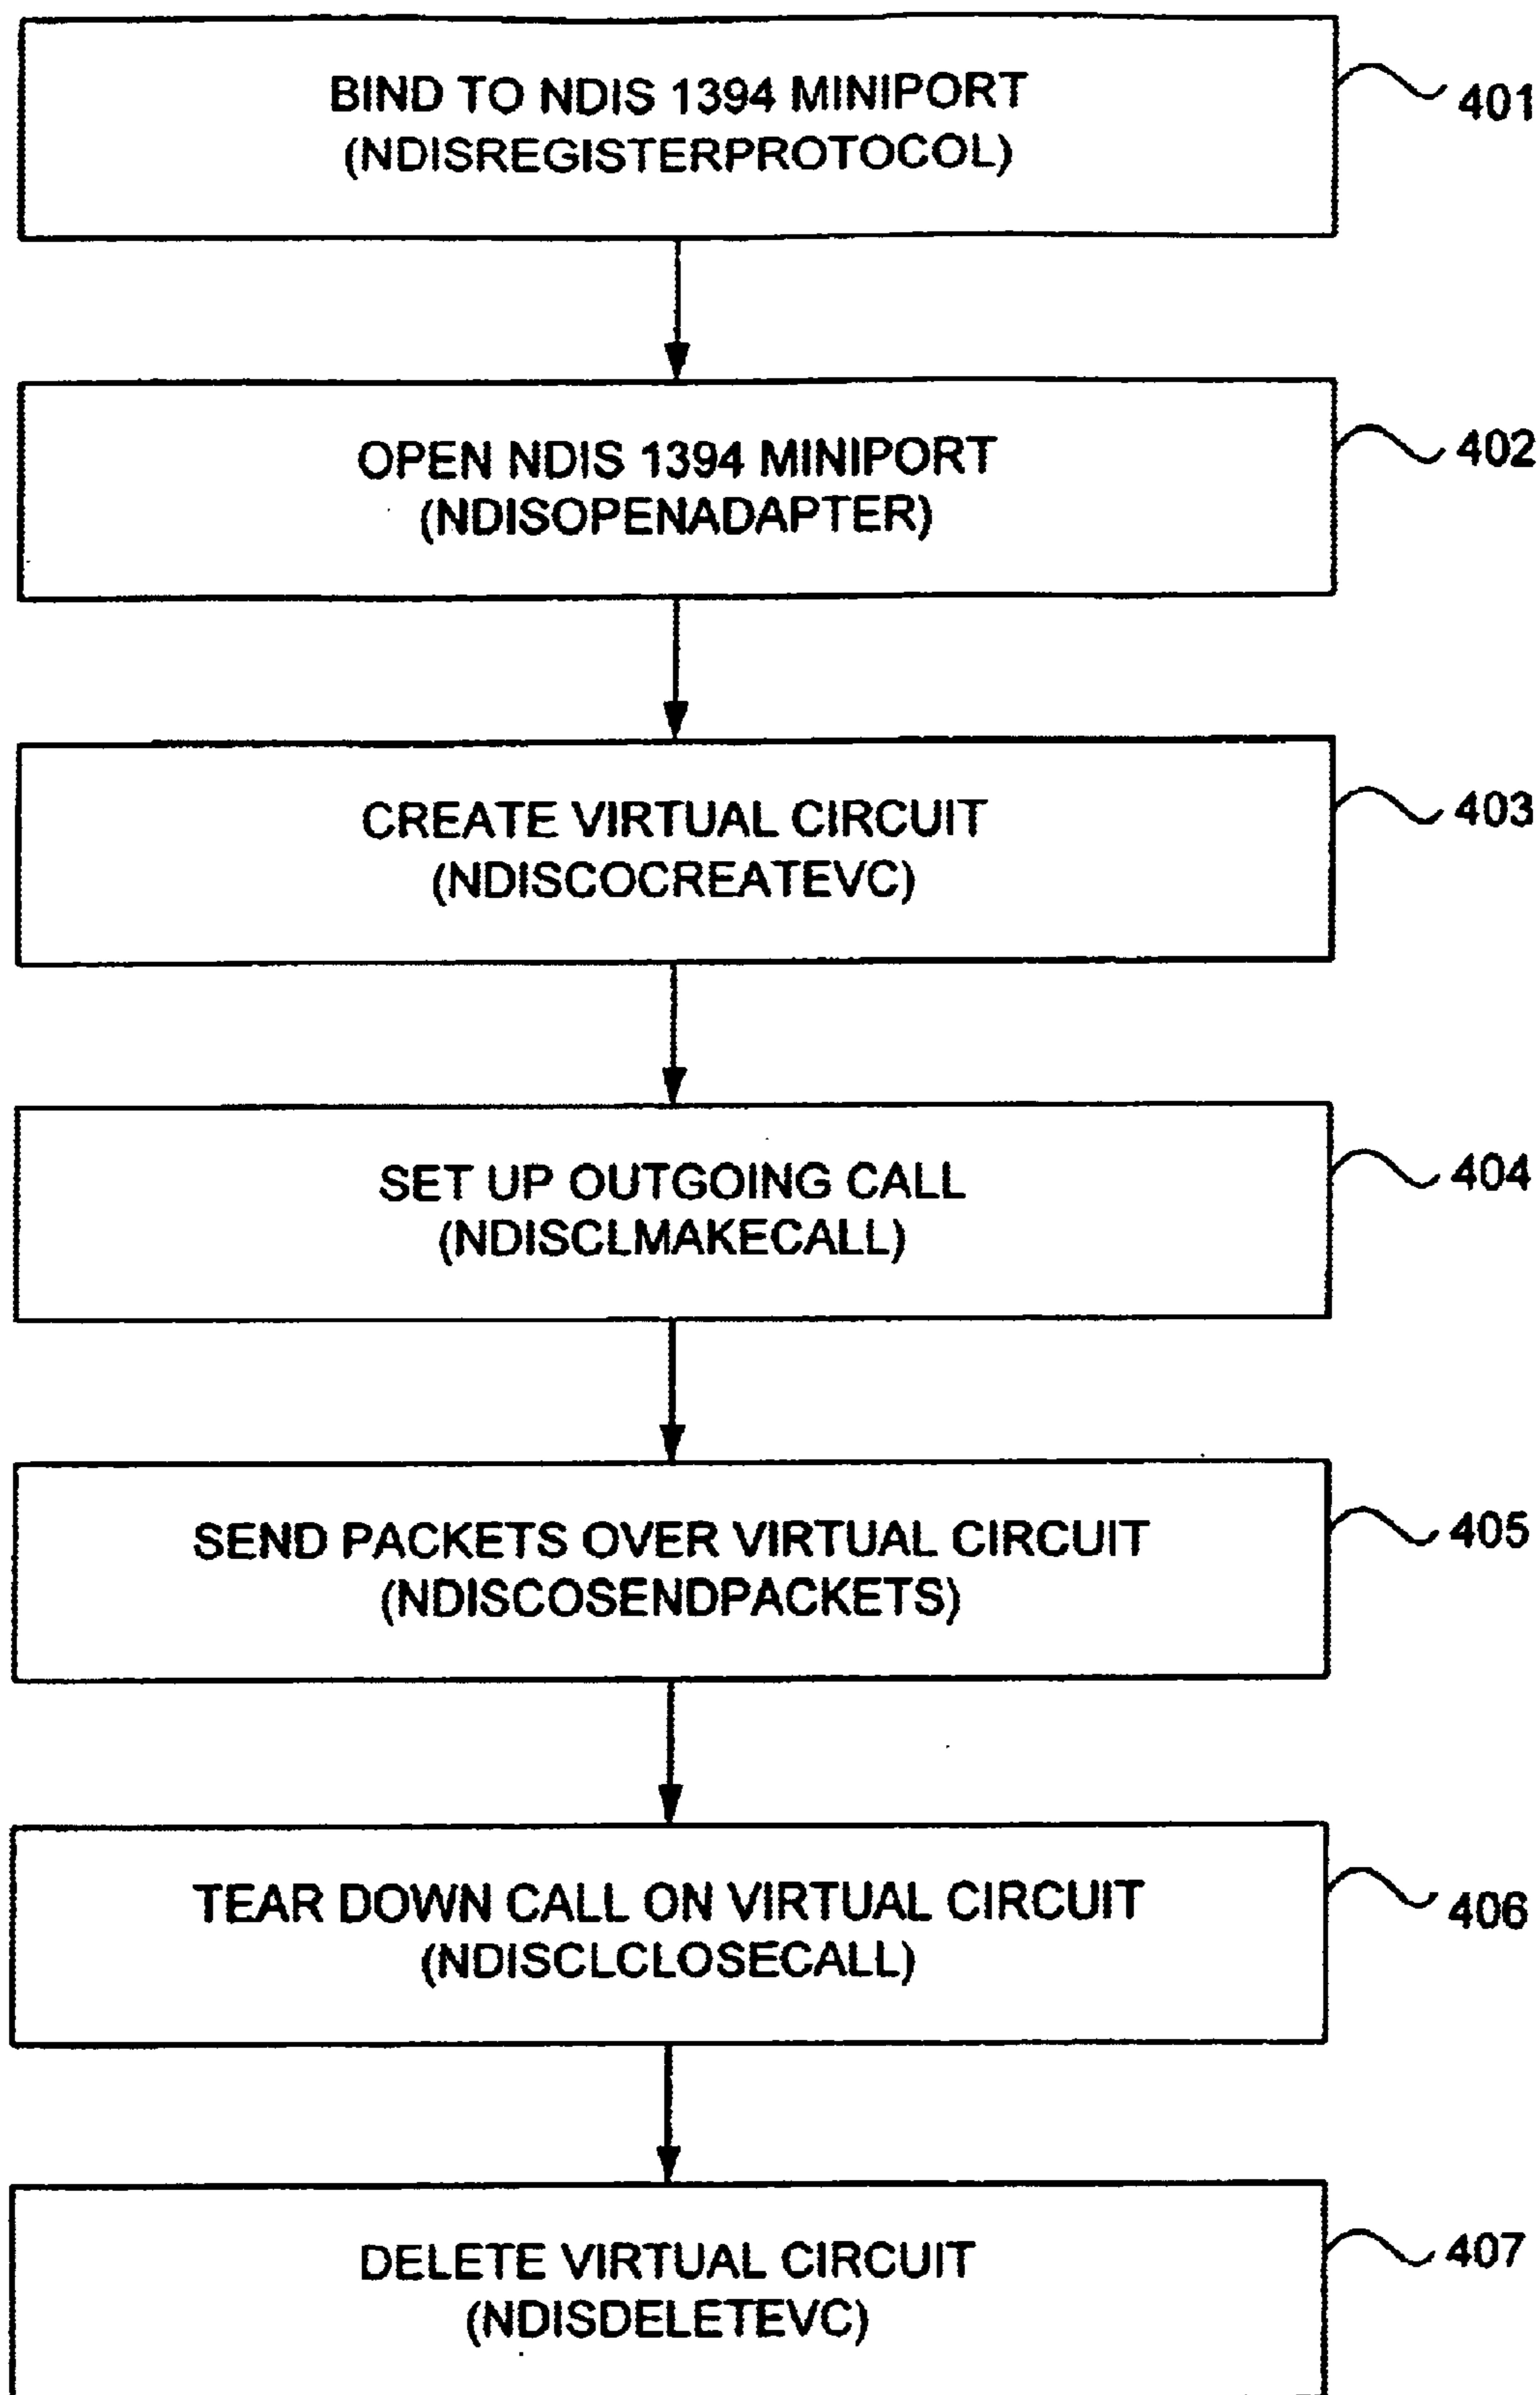 BIND TO NDIS 1394 MINIPORT
(NDISREGISTERPROTOCOL)
401
OPEN NDIS 1394 MINIPORT
(NDISOPENADAPTER)
402
CREATE VIRTUAL CIRCUIT
(NDISCOCREATEVC)
403
SET UP OUTGOING CALL
(NDISCLMAKECALL)
404
SEND PACKETS OVER VIRTUAL CIRCUIT
(NDISCOSENDPACKETS)
405
TEAR DOWN CALL ON VIRTUAL CIRCUIT
(NDISCLCLOSECALL)
406
DELETE VIRTUAL CIRCUIT
(NDISDELETEVC)
407